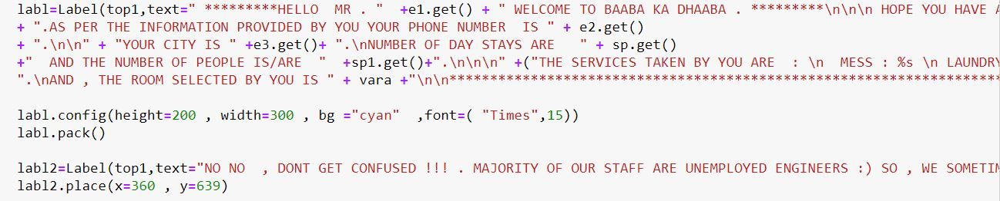 labl=Label(top1,text=" *********HELLO  MR . "  +e1.get() + " WELCOME TO BAABA KA DHAABA . *********\n\n\n HOPE YOU HAVE A
+ ".AS PER THE INFORMATION PROVIDED BY YOU YOUR PHONE NUMBER  IS " + e2.get()
+ ".\n\n" + "YOUR CITY IS " +e3.get()+ ".\nNUMBER OF DAY STAYS ARE   " + sp.get()
+"  AND THE NUMBER OF PEOPLE IS/ARE  "  +sp1.get()+".\n\n\n" +("THE SERVICES TAKEN BY YOU ARE  : \n  MESS : %s \n LAUNDRY
".\nAND , THE ROOM SELECTED BY YOU IS " + vara +"\n\n********************************************************************
labl.config(height=200 , width=300 , bg ="cyan"  ,font=( "Times",15))
labl.pack()
labl2=Label(top1,text="NO NO  , DONT GET CONFUSED !!! . MAJORITY OF OUR STAFF ARE UNEMPLOYED ENGINEERS :) SO , WE SOMETIM
labl2.place(x=360 , y=639)